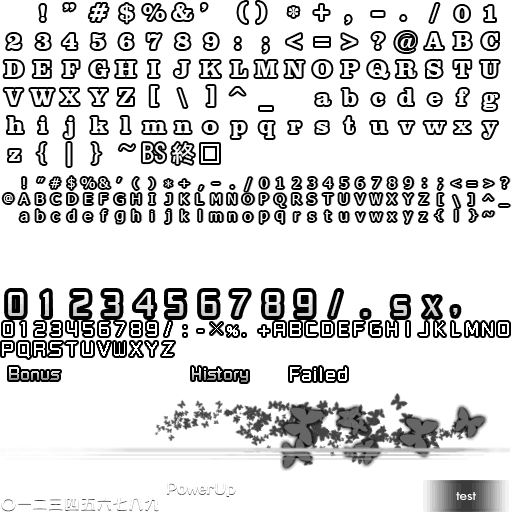 ! " # $ % & ' ( ) * + , - . / 0 1
2 3 4 5 6 7 8 9 : ; < = > ? @ A B C
D E F G H I J K L M N O P Q R S T U
V W X Y Z [ \ ] ^ _ a b c d e f g
h i j k l m n o p q r s t u v w x y
z { | } ~ BS 終 □
! " # $ % & ' ( ) * + , - . / 0 1 2 3 4 5 6 7 8 9 : ; < = > ?
@ A B C D E F G H I J K L M N O P Q R S T U V W X Y Z [ \ ] ^ _
a b c d e f g h i j k l m n o p q r s t u v w x y z { | } ~
0 1 2 3 4 5 6 7 8 9 / . s x ,
0 1 2 3 4 5 6 7 8 9 / : - × % . + A B C D E F G H I J K L M N O
P Q R S T U V W X Y Z
Bonus History Failed
PowerUp
〇一二三四五六七八九
test